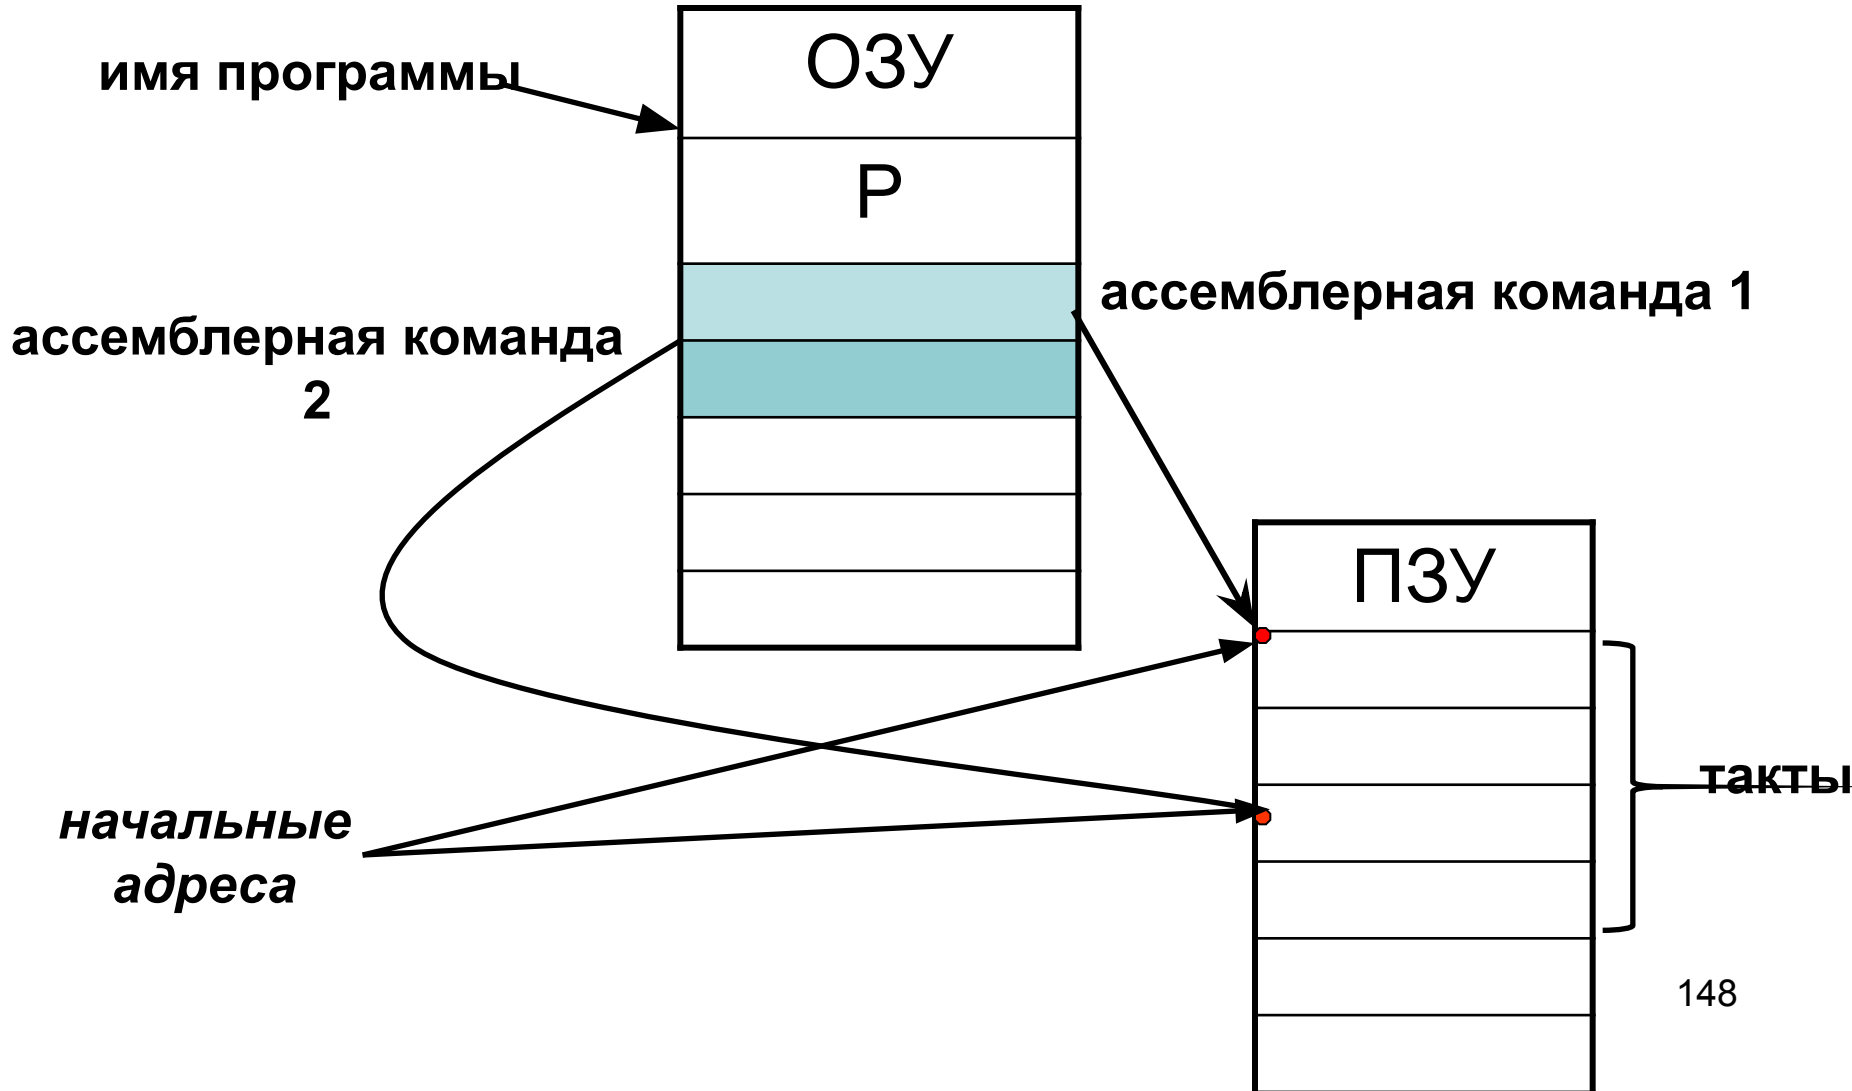 имя программы
ОЗУ
Р
ассемблерная команда 1
ассемблерная команда
2
ПЗУ
такты
начальные
адреса
148